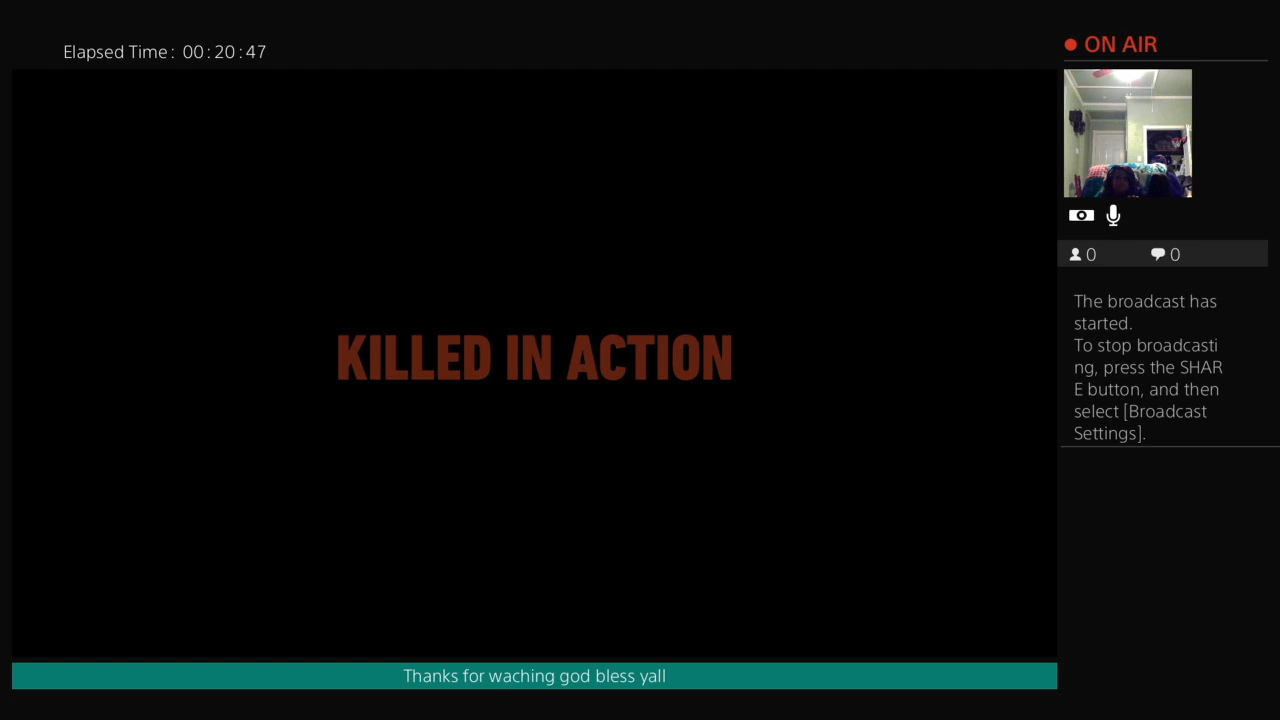 Elapsed Time: 00:20:47
ON AIR
0 0
The broadcast has
started.
To stop broadcasti
ng, press the SHAR
E button, and then
select [Broadcast
Settings].
KILLED IN ACTION
Thanks for waching god bless yall